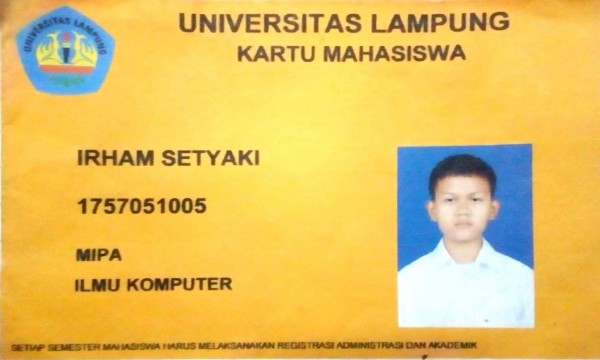 UNIVERSITAS LAMPUNG
UNIVERSITAS LAMPUNG
KARTU MAHASISWA
IRHAM SETYAKI
1757051005
MIPA
ILMU KOMPUTER
SETIAP SEMESTER MAHASISWA HARUS MELAKSANAKAN REGISTRASI ADMINISTRASI DAN AKADEMIK